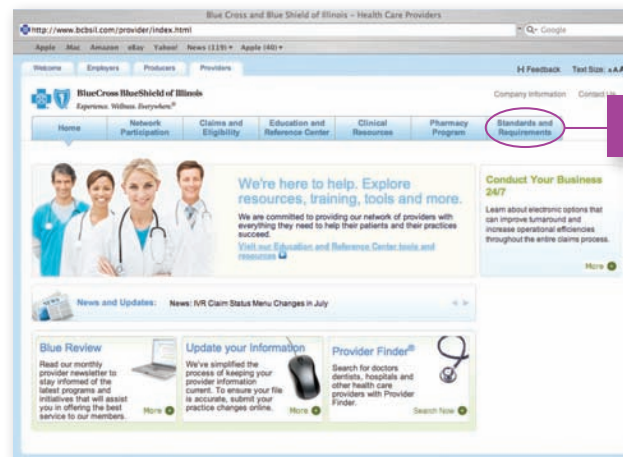 Blue Cross and Blue Shield of Illinois – Health Care Providers
http://www.bcbsil.com/provider/index.html
Q- Google
Apple Mac Amazon eBay Yahoo! News (119) Apple (40)
Welcome Employers Producers Providers
Feedback Text Size: AAA
BlueCross BlueShield of Illinois
Experience. Wellness. Everywhere.®
Company Information Contact Us
Home
Network Participation
Claims and Eligibility
Education and Reference Center
Clinical Resources
Pharmacy Program
Standards and Requirements
We're here to help. Explore
resources, training, tools and more.
We are committed to providing our network of providers with
everything they need to help their patients and their practices
succeed.
Visit our Education and Reference Center tools and
resources
Conduct Your Business
24/7
Learn about electronic options that
can improve turnaround and
increase operational efficiencies
throughout the entire claims process.
More
NEWS
News and Updates: News: IVR Claim Status Menu Changes in July
Blue Review
Read our monthly
provider newsletter to
stay informed of the
latest programs and
initiatives that will assist
you in offering the best
service to our members.
More
Update your Information
We've simplified the
process of keeping your
provider information
current. To ensure your file
is accurate, submit your
practice changes online.
More
Provider Finder®
Search for doctors
dentists, hospitals and
other health care
providers with Provider
Finder.
Search Now